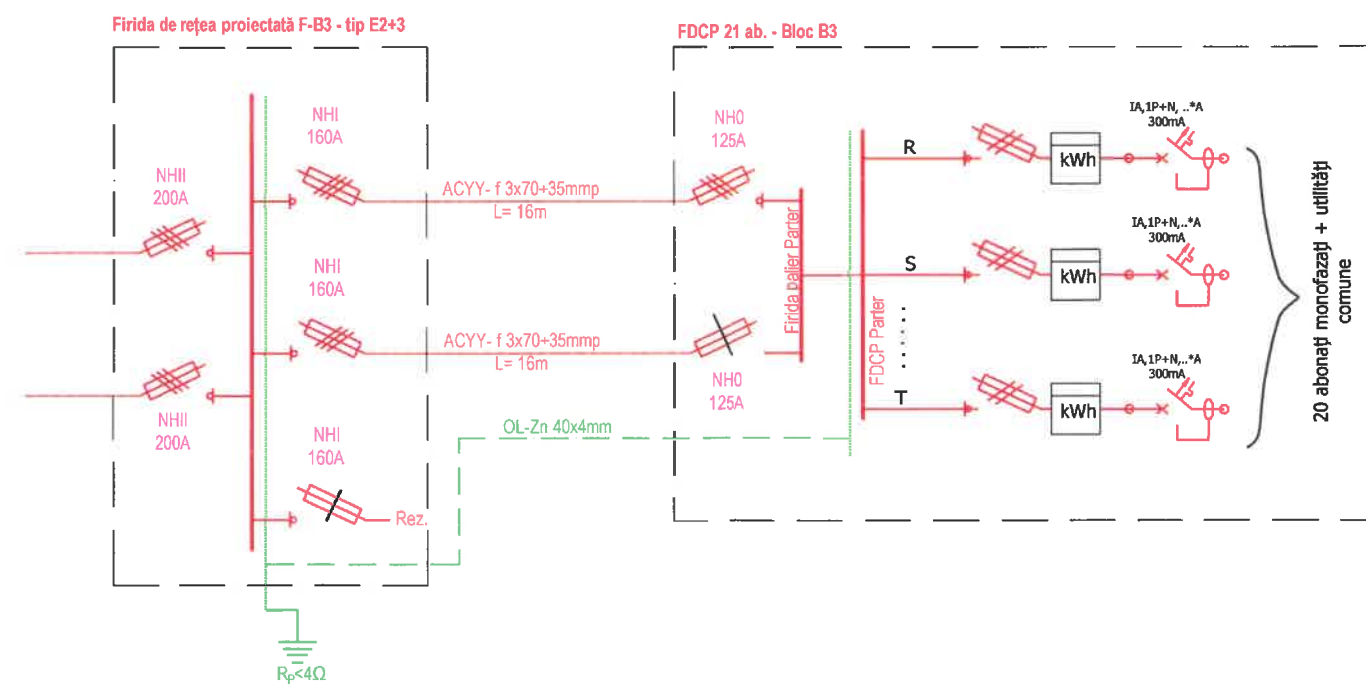 Firida de rețea proiectată F-B3 - tip E2+3
FDCP 21 ab. - Bloc B3
NHII
200A
NHI
160A
ACYY- f 3x70+35mmp
L= 16m
NH0
125A
NHI
160A
ACYY- f 3x70+35mmp
L= 16m
NH0
125A
NHII
200A
NHI
160A
Rez.
OL-Zn 40x4mm
Rp<4Ω
Firida palier Parter
FDCP Parter
R
kWh
IA,1P+N, ..*A
300mA
S
kWh
IA,1P+N,..*A
300mA
T
kWh
IA,1P+N,..*A
300mA
20 abonați monofazați + utilități
comune